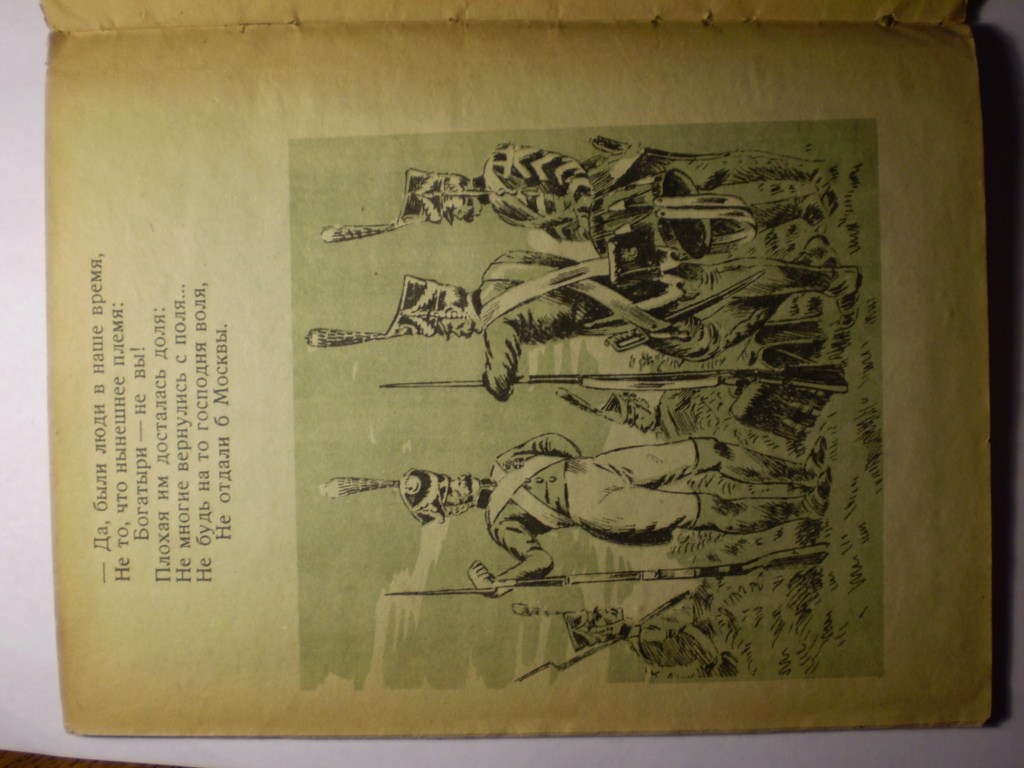 — Да, были люди в наше время,
Не то, что нынешнее племя:
Богатыри — не вы!
Плохая им досталась доля:
Не многие вернулись с поля...
Не будь на то господня воля,
Не отдали б Москвы.